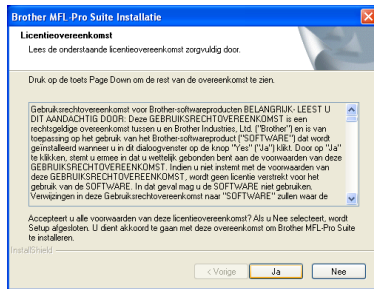 Brother MFL-Pro Suite Installatie
Licentieovereenkomst
Lees de onderstaande licentieovereenkomst zorgvuldig door.
Druk op de toets Page Down om de rest van de overeenkomst te zien.
Gebruiksrechtovereenkomst voor Brother-softwareproducten BELANGRIJK- LEEST U
DIT AANDACHTIG DOOR: Deze GEBRUIKSRECHTOVEREENKOMST is een
rechtsgeldige overeenkomst tussen u en Brother Industries, Ltd. ("Brother") en is van
toepassing op het gebruik van het Brother-softwareproduct ("SOFTWARE") dat wordt
geïnstalleerd wanneer u in dit dialoogvenster op de knop "Yes" ("Ja") klikt. Door op "Ja"
te klikken, stemt u ermee in dat u wettelijk gebonden bent aan de voorwaarden van deze
GEBRUIKSRECHTOVEREENKOMST. Indien u niet instemt met de voorwaarden van
deze GEBRUIKSRECHTOVEREENKOMST, wordt geen licentie verstrekt voor het
gebruik van de SOFTWARE. In dat geval mag u de SOFTWARE niet gebruiken.
Verwijzingen in deze Gebruiksrechtovereenkomst naar "SOFTWARE" zullen waar de
Accepteert u alle voorwaarden van deze licentieovereenkomst? Als u Nee selecteert, wordt
Setup afgesloten. U dient akkoord te gaan met deze overeenkomst om Brother MFL-Pro Suite
te installeren.
InstallShield
< Vorige
Ja
Nee